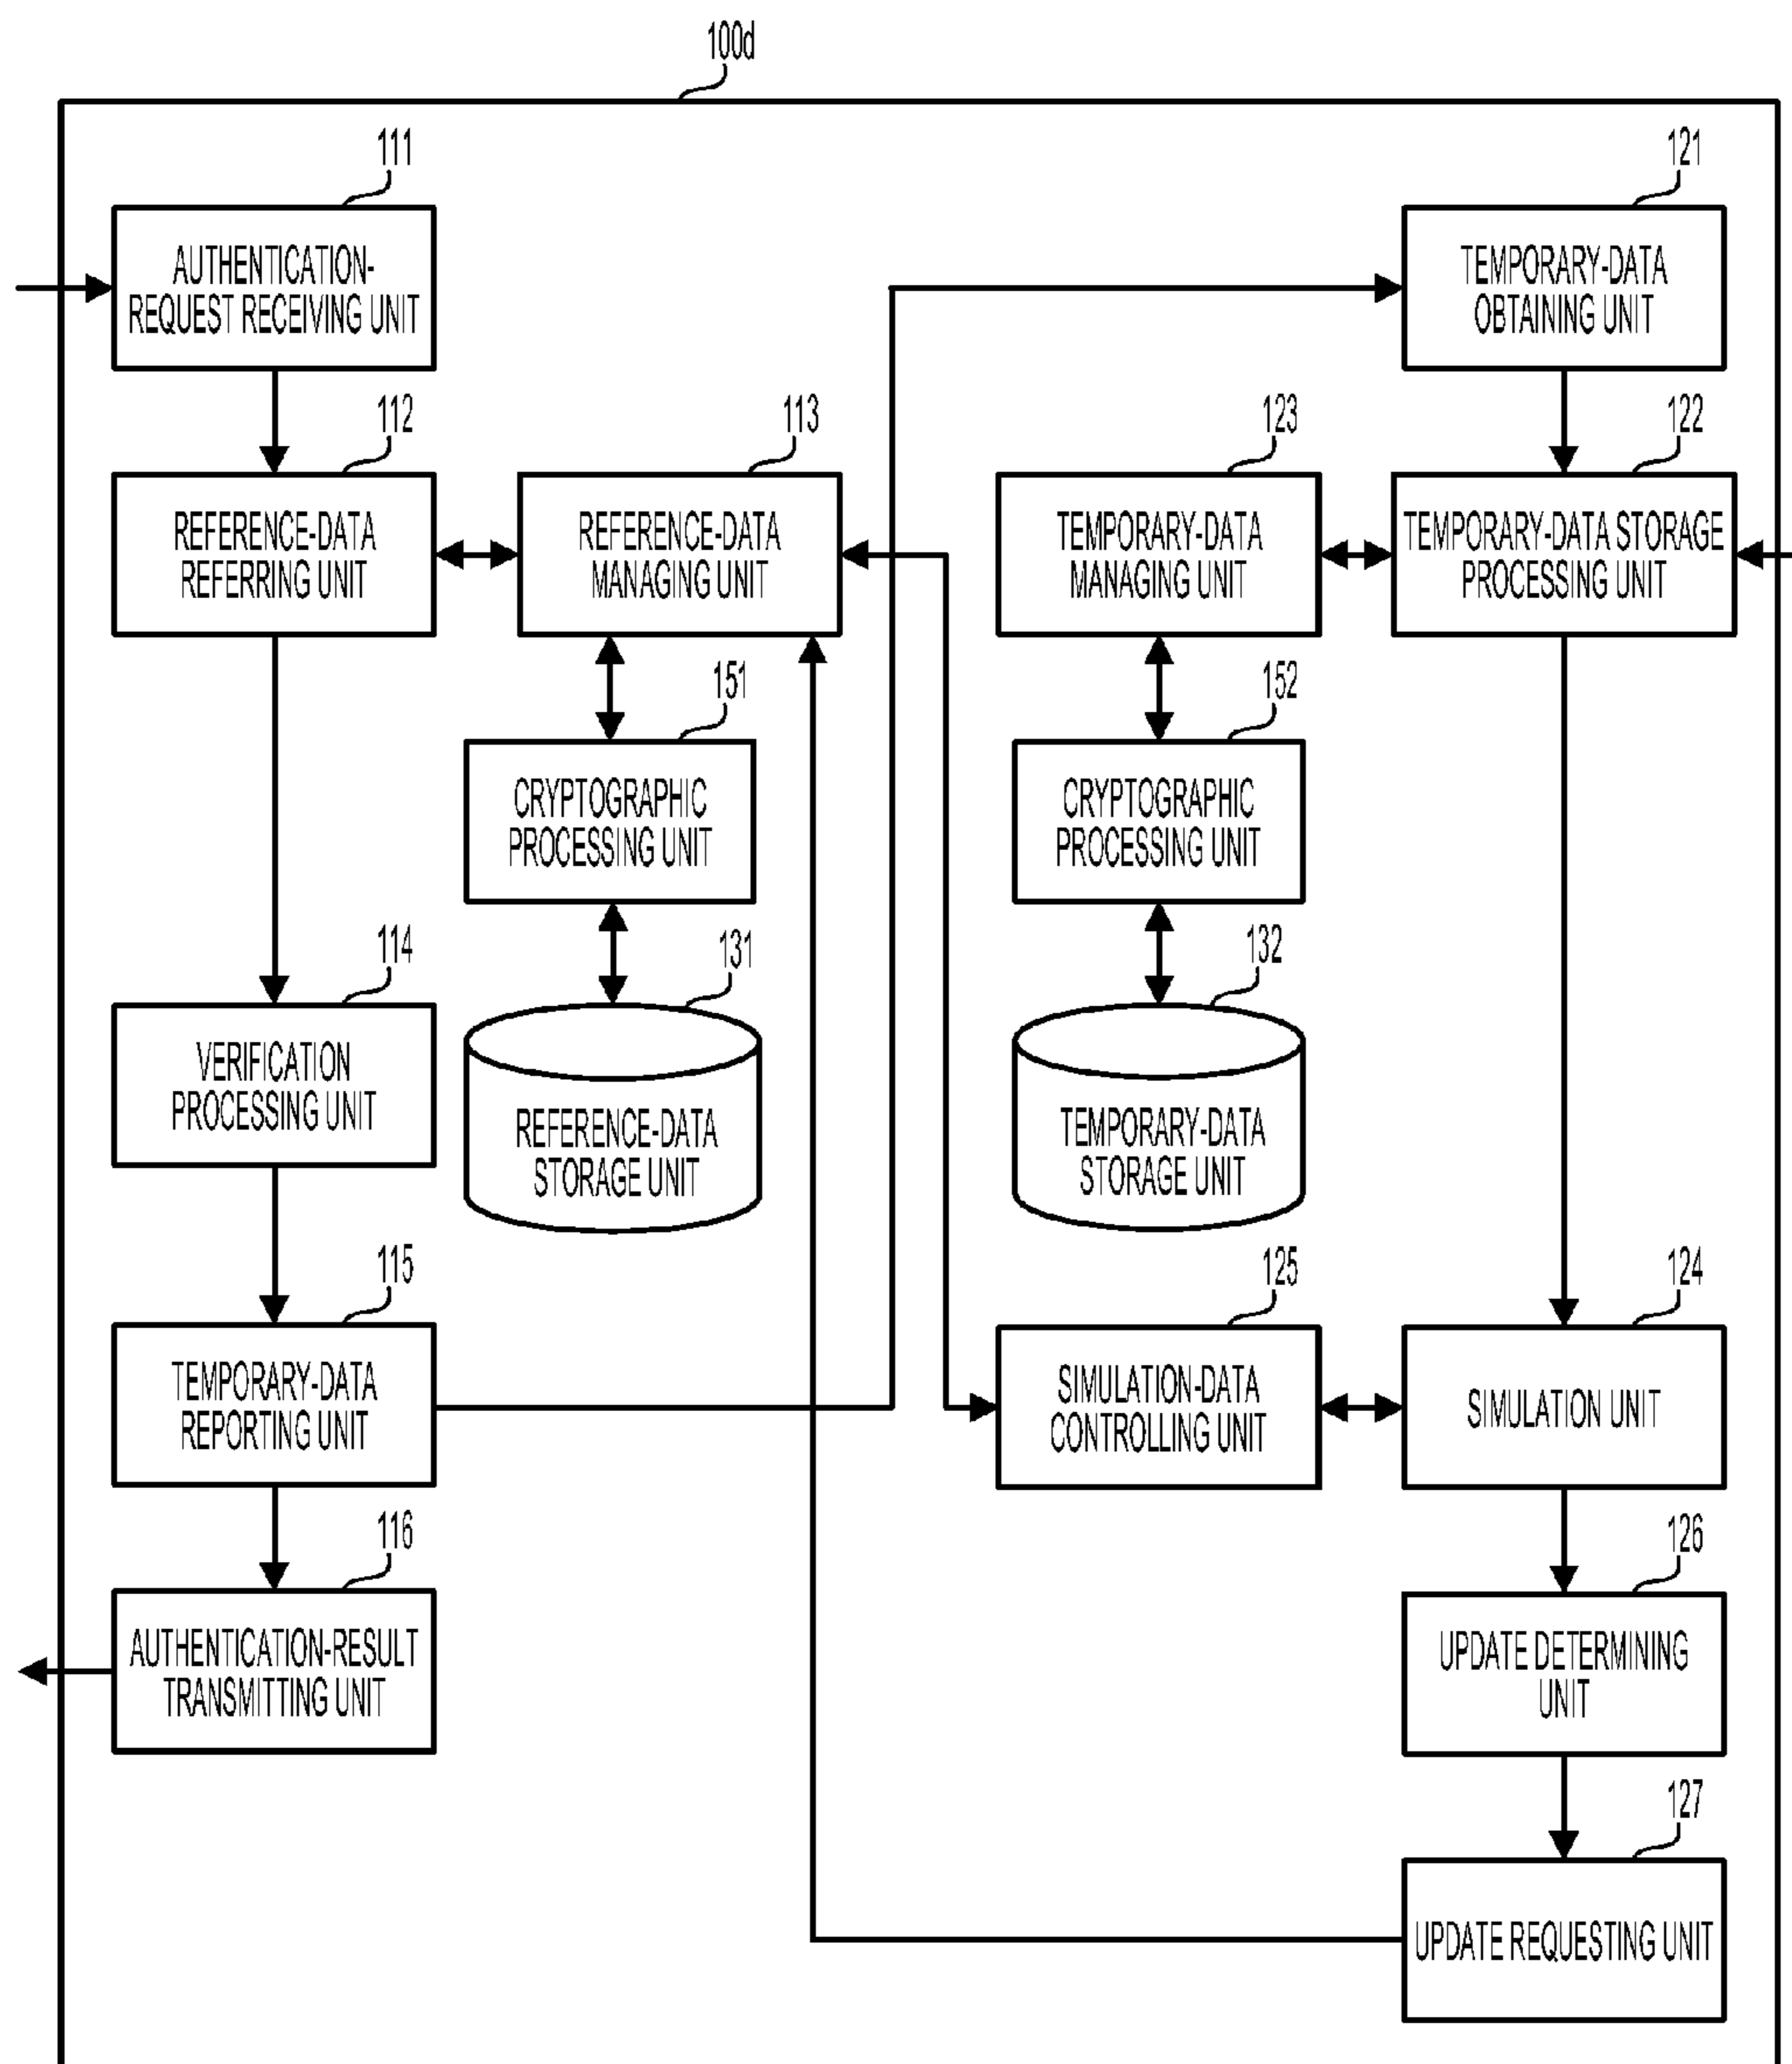 100d
111
AUTHENTICATION-
REQUEST RECEIVING UNIT
121
TEMPORARY-DATA
OBTAINING UNIT
112
REFERENCE-DATA
REFERRING UNIT
113
REFERENCE-DATA
MANAGING UNIT
123
TEMPORARY-DATA
MANAGING UNIT
122
TEMPORARY-DATA STORAGE
PROCESSING UNIT
151
CRYPTOGRAPHIC
PROCESSING UNIT
152
CRYPTOGRAPHIC
PROCESSING UNIT
114
VERIFICATION
PROCESSING UNIT
131
REFERENCE-DATA
STORAGE UNIT
132
TEMPORARY-DATA
STORAGE UNIT
115
TEMPORARY-DATA
REPORTING UNIT
125
SIMULATION-DATA
CONTROLLING UNIT
124
SIMULATION UNIT
116
AUTHENTICATION-RESULT
TRANSMITTING UNIT
126
UPDATE DETERMINING
UNIT
127
UPDATE REQUESTING UNIT